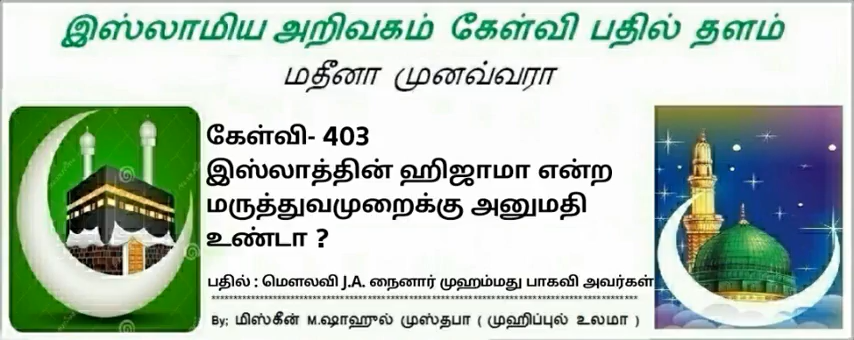 இஸ்லாமிய அறிவகம் கேள்வி பதில் தளம்
மதீனா முனவ்வரா
கேள்வி- 403
இஸ்லாத்தின் ஹிஜாமா என்ற
மருத்துவமுறைக்கு அனுமதி
உண்டா ?
பதில் : மௌலவி J.A. நைனார் முஹம்மது பாகவி அவர்கள்
By; மிஸ்கீன் M.ஷாஹுல் முஸ்தபா ( முஹிப்புல் உலமா )